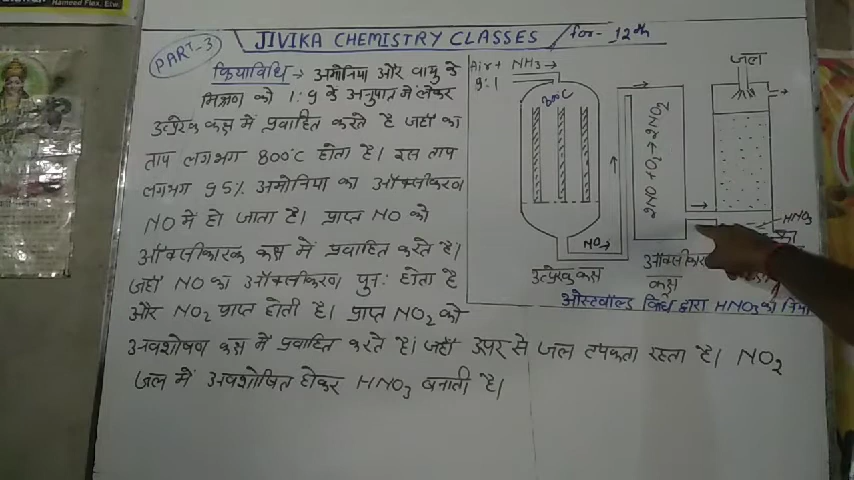 Rameed Flex, Etw.
PART-3
JIVIKA CHEMISTRY CLASSES / for- 12th
क्रियाविधि → अमोनिया और वायु के
मिश्रण को 1:9 के अनुपात में लेकर
उत्प्रेरक कक्ष में प्रवाहित करते है जहाँ का
ताप लगभग 800°C होता है। इस ताप
लगभग 95% अमोनिया का ऑक्सीकरण
NO में हो जाता है। प्राप्त NO को
ऑक्सीकारक कक्ष में प्रवाहित करते है।
जहाँ NO का ऑक्सीकरण पुनः होता है
और NO2 प्राप्त होती है। प्राप्त NO2 को
अवशोषण कक्ष में प्रवाहित करते है। जहाँ ऊपर से जल टपकता रहता है। NO2
जल में अवशोषित होकर HNO3 बनाती है।
Air + NH3 →
9:1
800°C
NO →
उत्प्रेरक कक्ष
2NO + O2 → 2NO2
ऑक्सीकारक
कक्ष
जल
HNO3
ओस्टवाल्ड विधि द्वारा HNO3 का